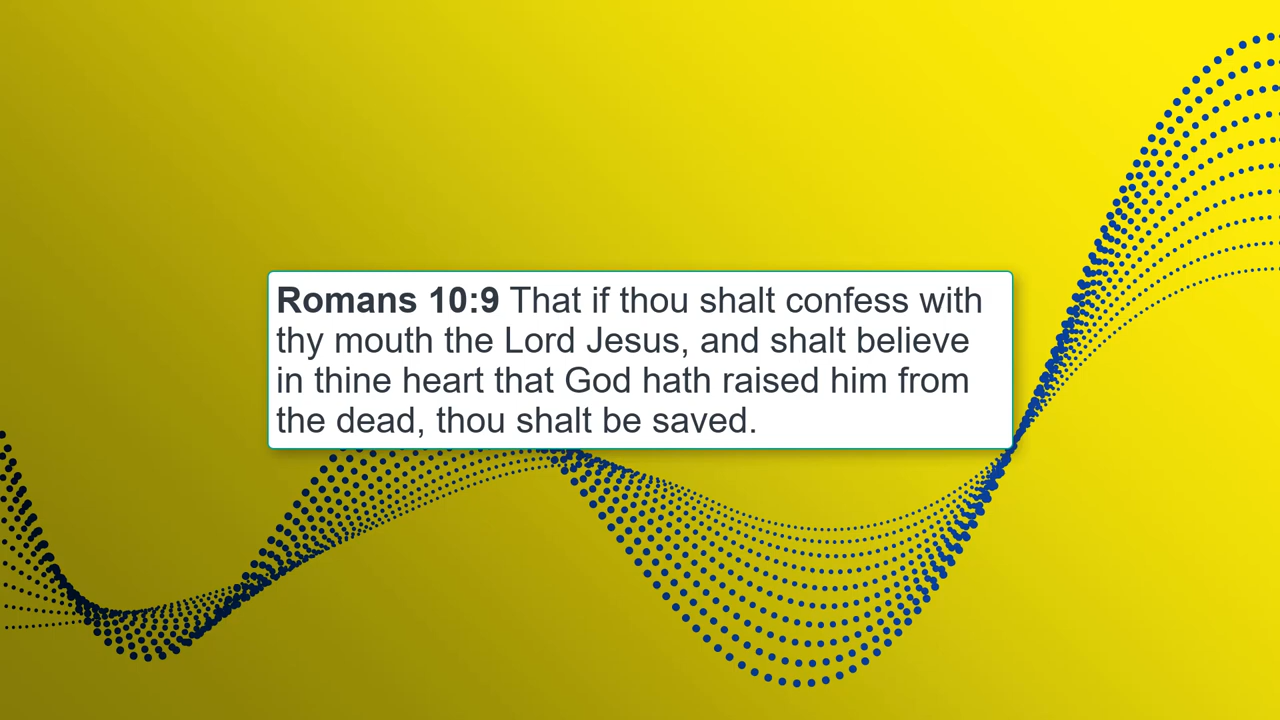 Romans 10:9 That if thou shalt confess with
thy mouth the Lord Jesus, and shalt believe
in thine heart that God hath raised him from
the dead, thou shalt be saved.